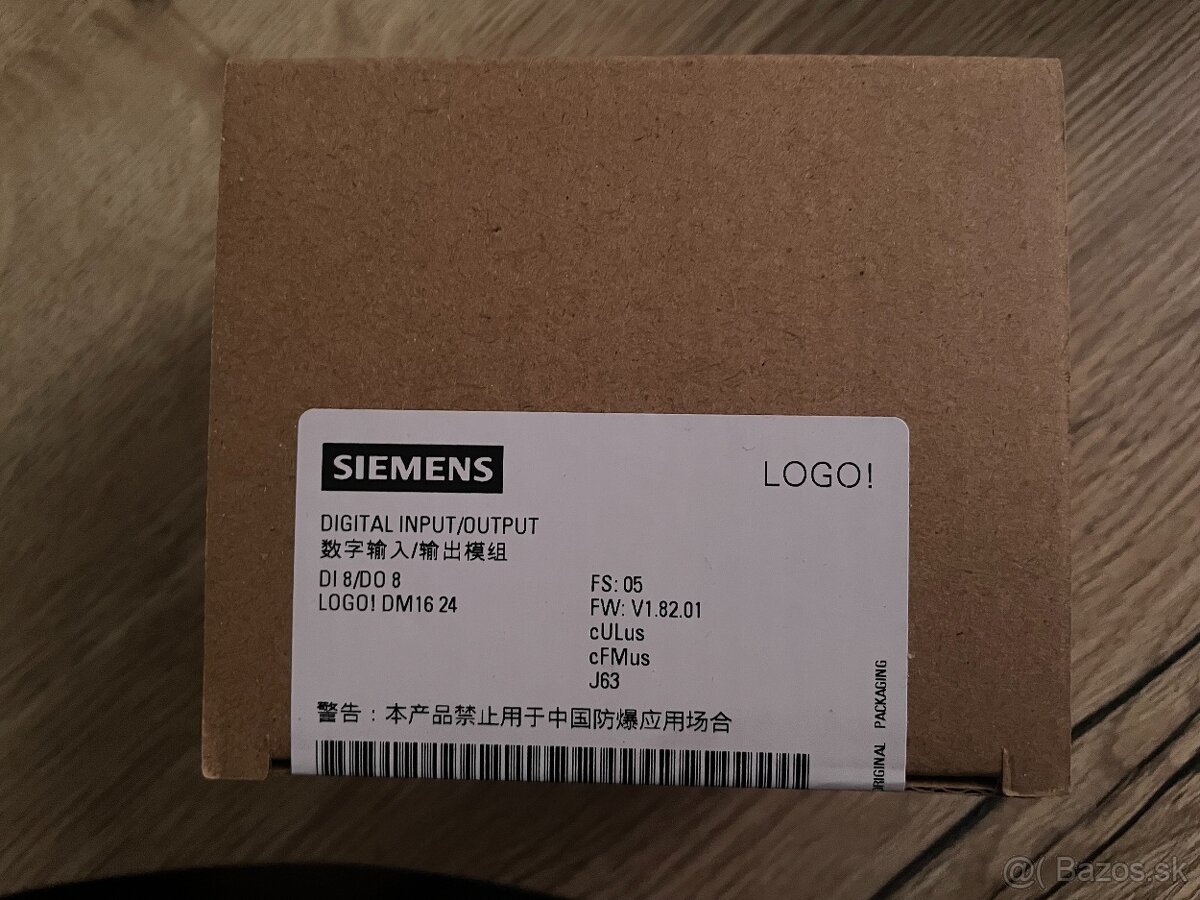 SIEMENS
LOGO!
DIGITAL INPUT/OUTPUT
数字输入/输出模组
DI 8/DO 8
LOGO! DM16 24
FS: 05
FW: V1.82.01
cULus
cFMus
J63
警告：本产品禁止用于中国防爆应用场合
ORIGINAL PACKAGING
@( Bazos.sk